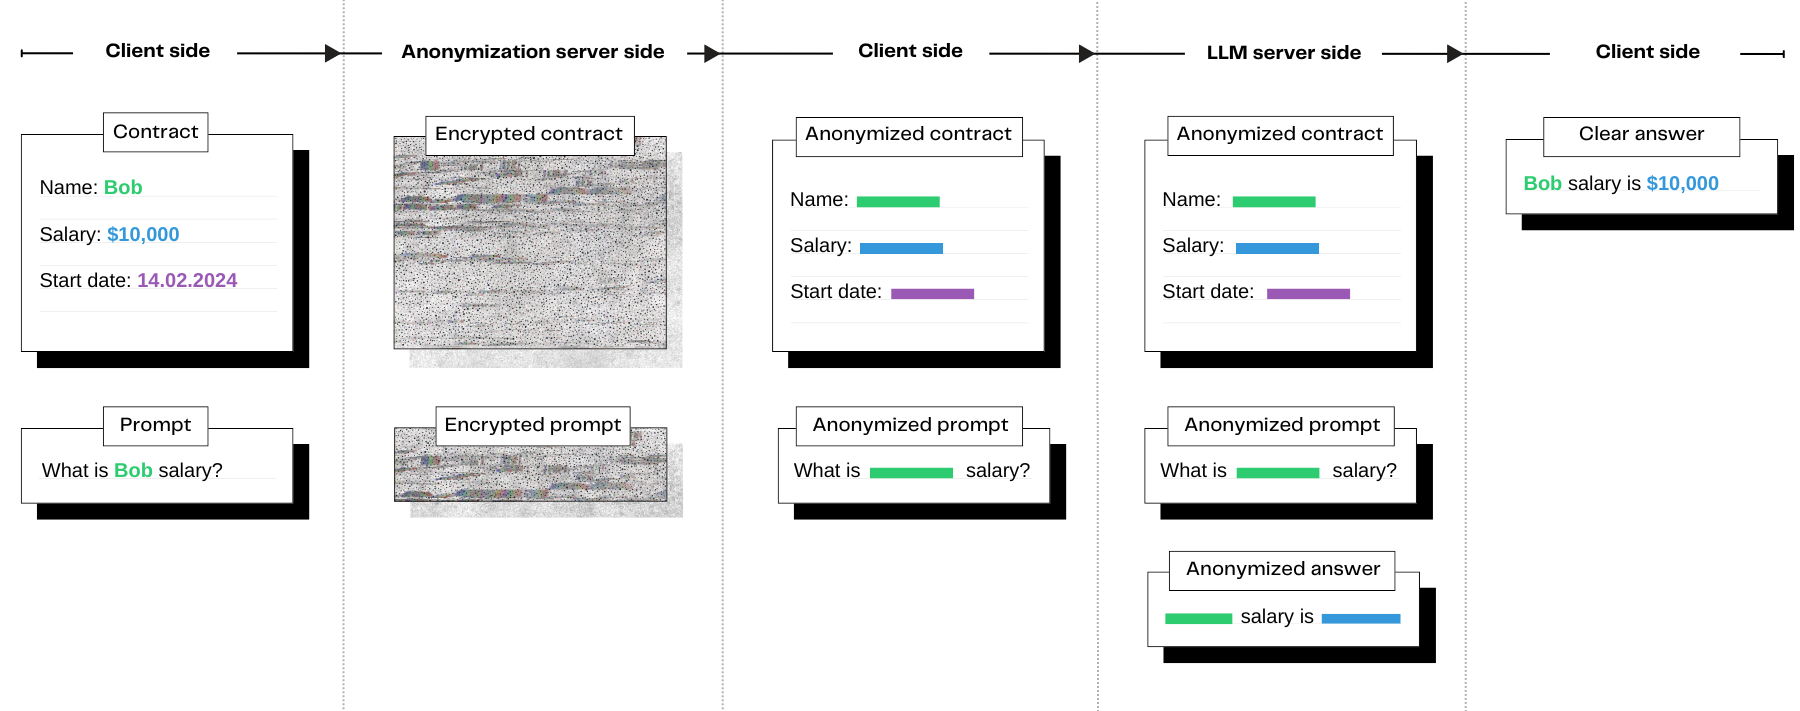 Client side
Anonymization server side
Client side
LLM server side
Client side
Contract
Name: Bob
Salary: $10,000
Start date: 14.02.2024
Prompt
What is Bob salary?
Encrypted contract
Encrypted prompt
Anonymized contract
Name:
Salary:
Start date:
Anonymized prompt
What is salary?
Anonymized contract
Name:
Salary:
Start date:
Anonymized prompt
What is salary?
Anonymized answer
salary is
Clear answer
Bob salary is $10,000